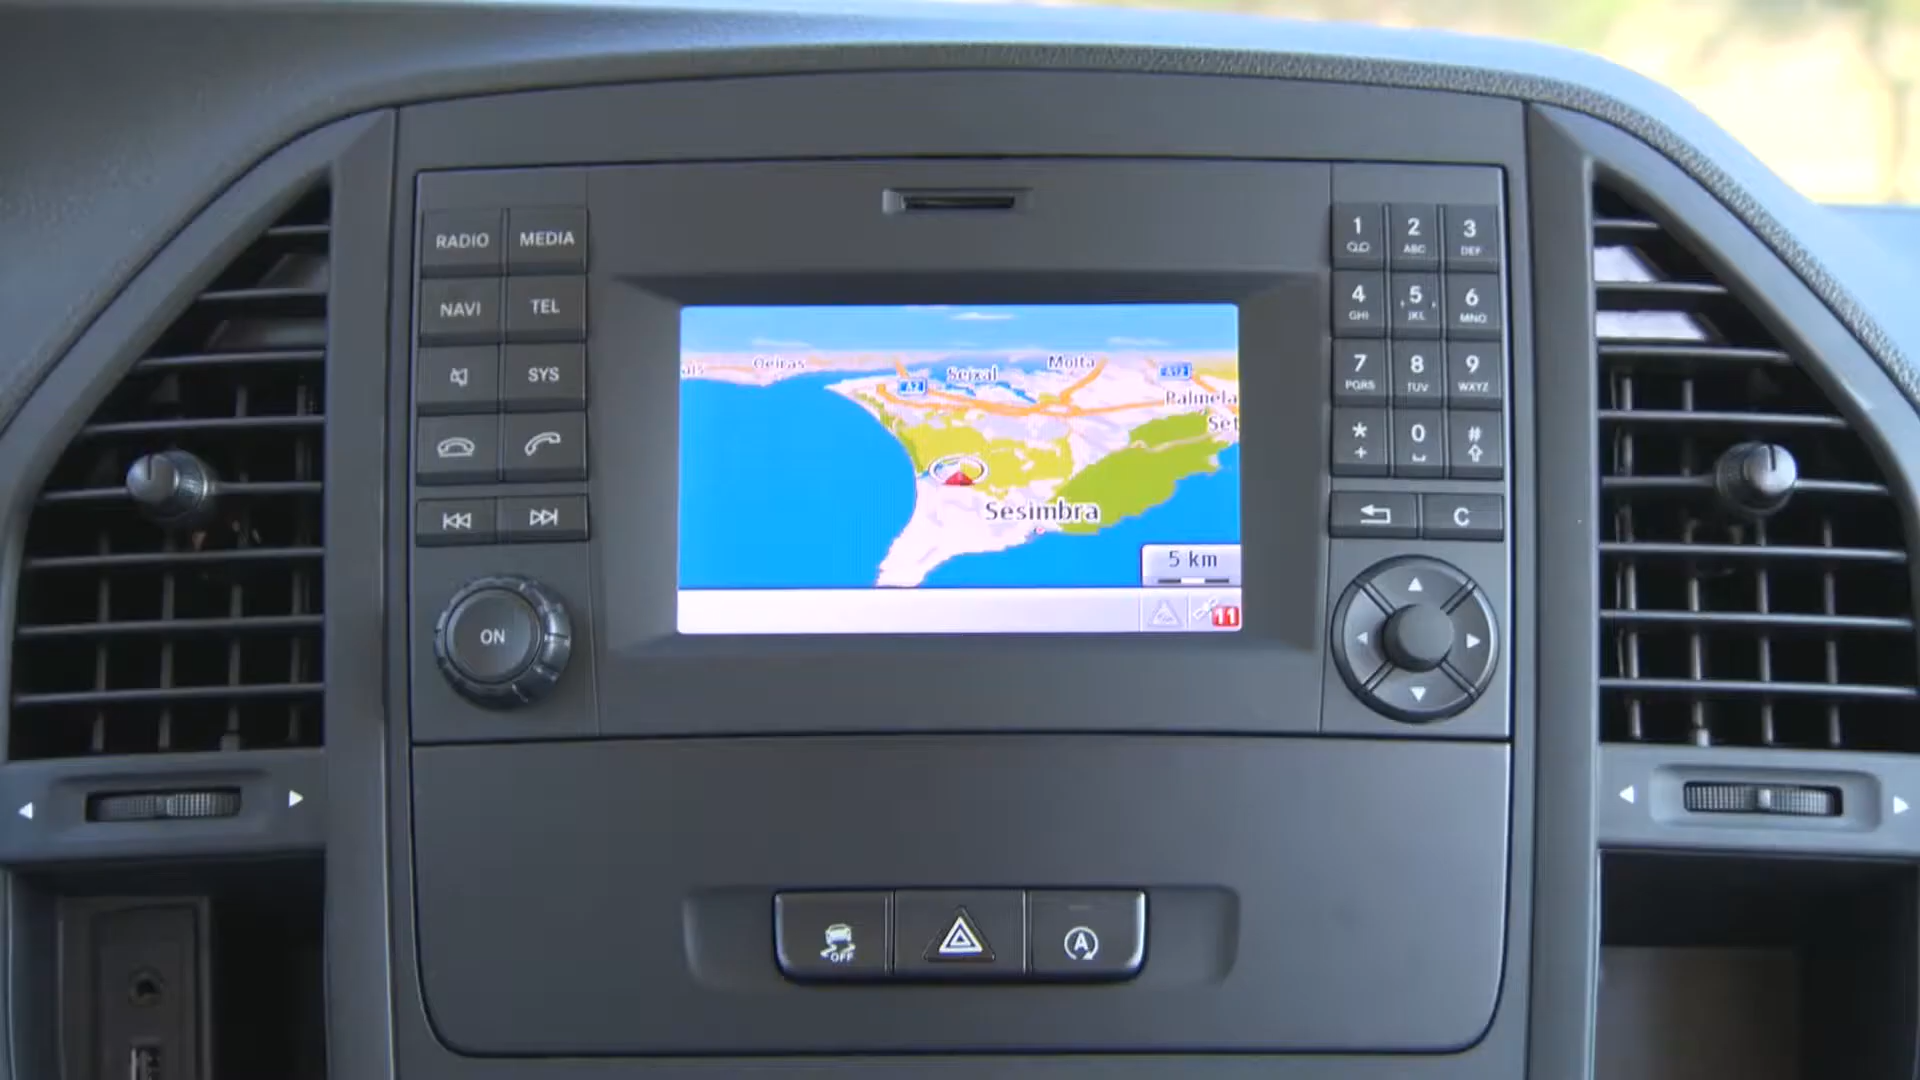 RADIO MEDIA
NAVI TEL
SYS
ON
Oeiras
Seixal
Moita
A2
A12
Palmela
Set
Sesimbra
5 km
11
1 2 3
ABC DEF
4 5 6
GHI JKL MNO
7 8 9
PQRS TUV WXYZ
* 0 #
+
C
OFF
A